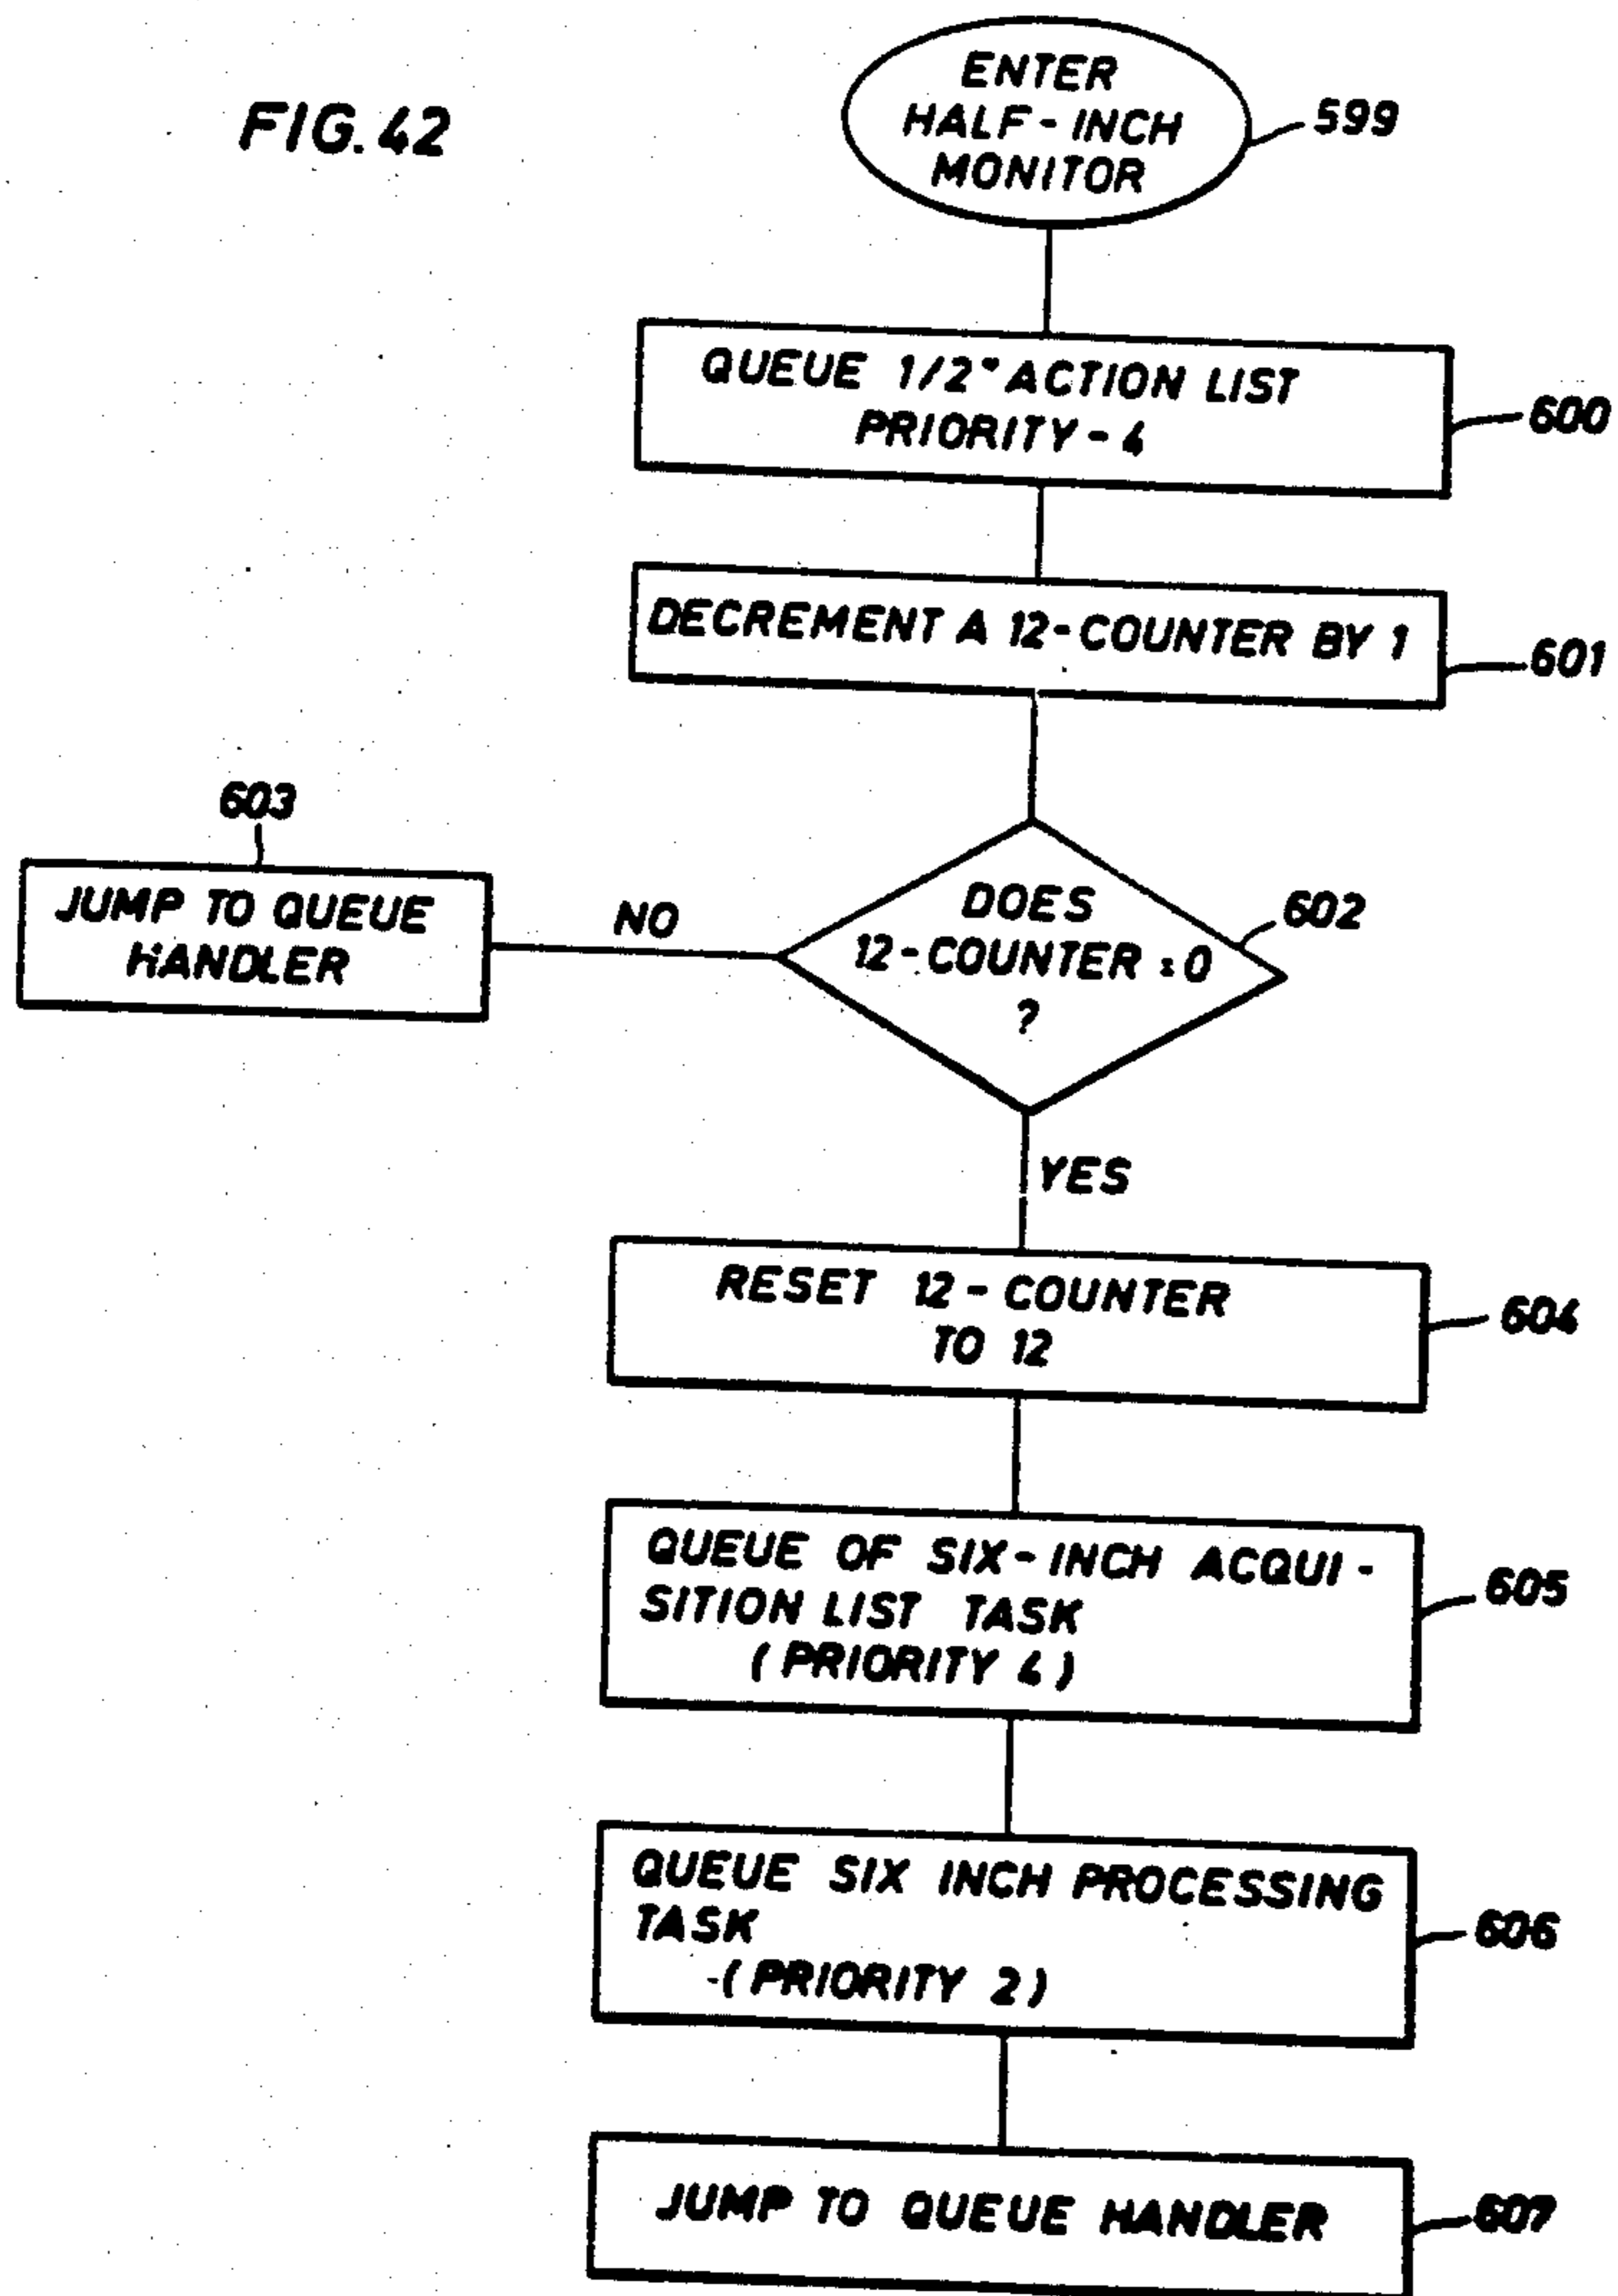 FIG. 42
ENTER
HALF-INCH
MONITOR
599
QUEUE 1/2" ACTION LIST
PRIORITY-4
600
DECREMENT A 12-COUNTER BY 1
601
603
JUMP TO QUEUE
HANDLER
NO
DOES
12-COUNTER = 0
?
602
YES
RESET 12-COUNTER
TO 12
604
QUEUE OF SIX-INCH ACQUI-
SITION LIST TASK
(PRIORITY 4)
605
QUEUE SIX INCH PROCESSING
TASK
-(PRIORITY 2)
606
JUMP TO QUEUE HANDLER
607